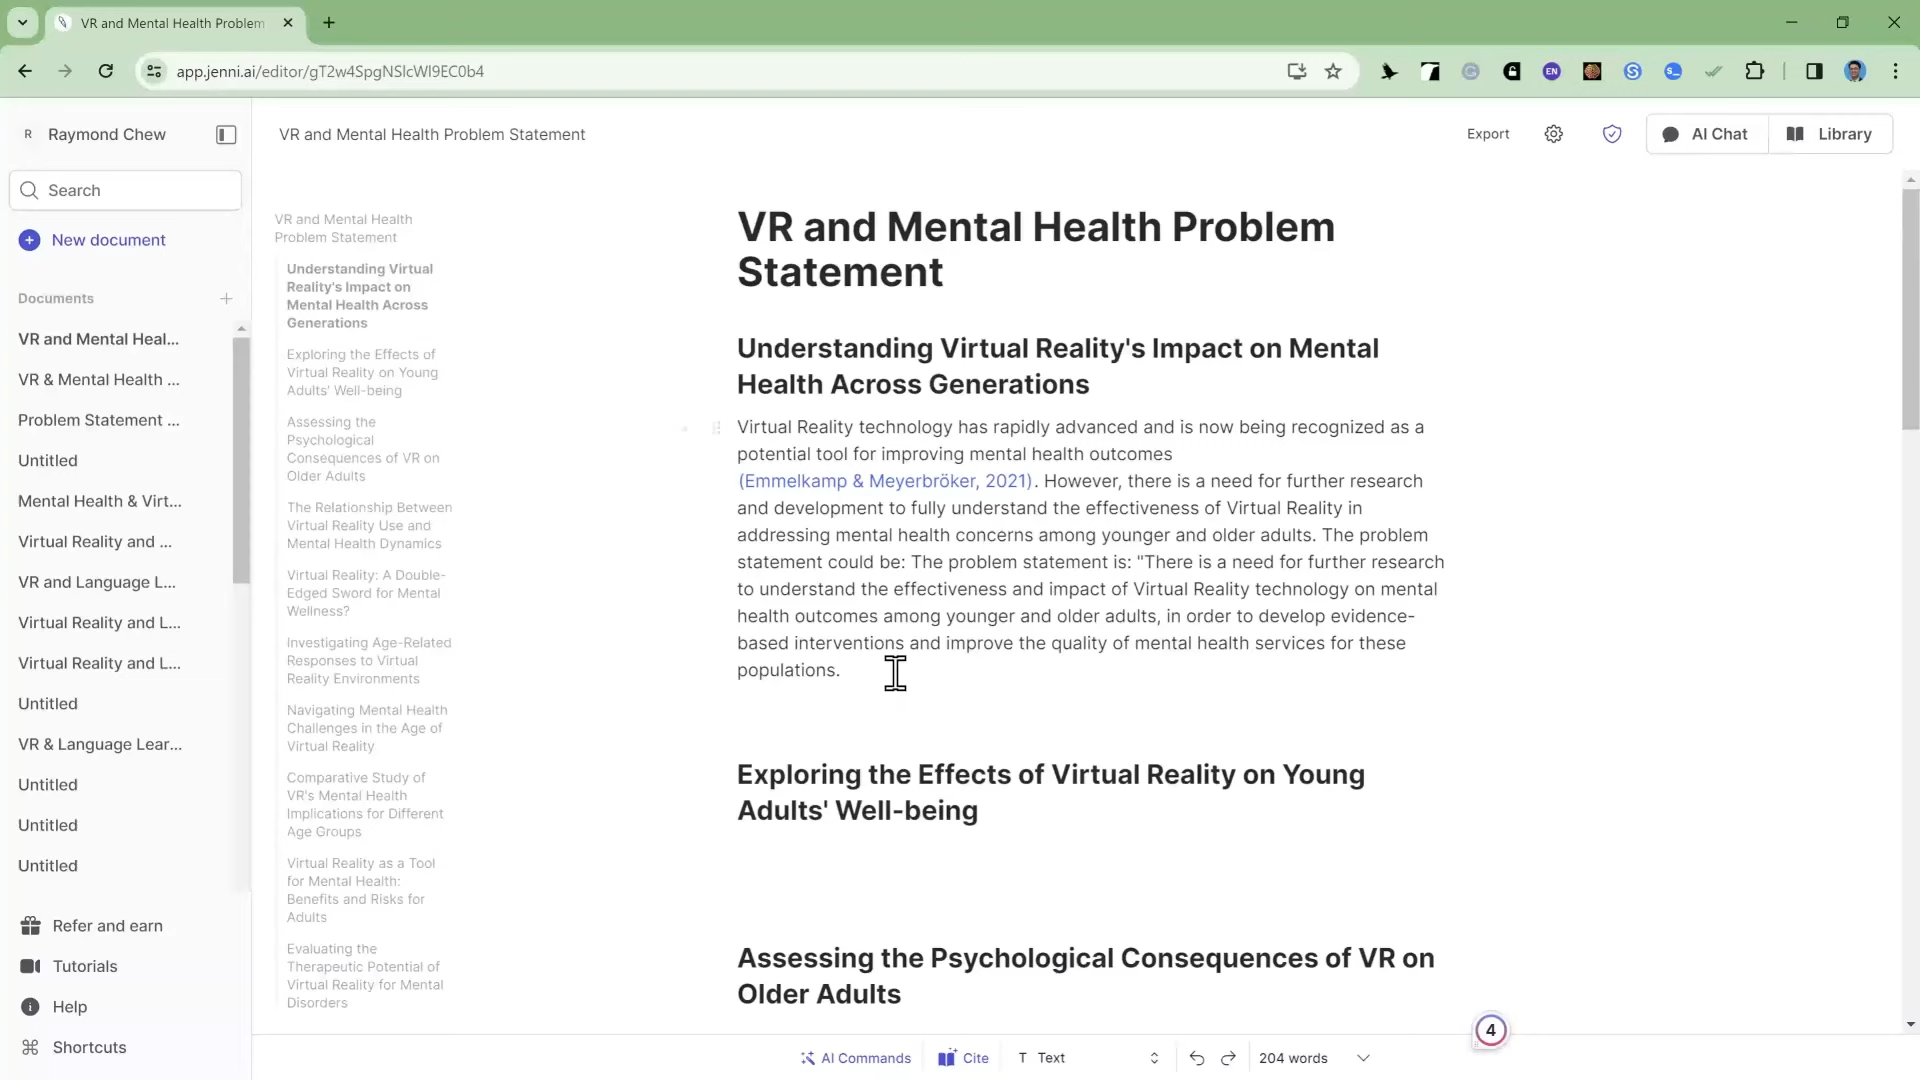 VR and Mental Health Problem
app.jenni.ai/editor/gT2w4SpgNSIcWI9EC0b4
EN
R Raymond Chew
VR and Mental Health Problem Statement
Export
AI Chat
Library
Search
New document
Documents
VR and Mental Heal...
VR & Mental Health ...
Problem Statement ...
Untitled
Mental Health & Virt...
Virtual Reality and ...
VR and Language L...
Virtual Reality and L...
Virtual Reality and L...
Untitled
VR & Language Lear...
Untitled
Untitled
Untitled
Refer and earn
Tutorials
Help
Shortcuts
VR and Mental Health
Problem Statement
Understanding Virtual
Reality's Impact on
Mental Health Across
Generations
Exploring the Effects of
Virtual Reality on Young
Adults' Well-being
Assessing the
Psychological
Consequences of VR on
Older Adults
The Relationship Between
Virtual Reality Use and
Mental Health Dynamics
Virtual Reality: A Double-
Edged Sword for Mental
Wellness?
Investigating Age-Related
Responses to Virtual
Reality Environments
Navigating Mental Health
Challenges in the Age of
Virtual Reality
Comparative Study of
VR's Mental Health
Implications for Different
Age Groups
Virtual Reality as a Tool
for Mental Health:
Benefits and Risks for
Adults
Evaluating the
Therapeutic Potential of
Virtual Reality for Mental
Disorders
VR and Mental Health Problem
Statement
Understanding Virtual Reality's Impact on Mental
Health Across Generations
Virtual Reality technology has rapidly advanced and is now being recognized as a
potential tool for improving mental health outcomes
(Emmelkamp & Meyerbröker, 2021). However, there is a need for further research
and development to fully understand the effectiveness of Virtual Reality in
addressing mental health concerns among younger and older adults. The problem
statement could be: The problem statement is: "There is a need for further research
to understand the effectiveness and impact of Virtual Reality technology on mental
health outcomes among younger and older adults, in order to develop evidence-
based interventions and improve the quality of mental health services for these
populations.
Exploring the Effects of Virtual Reality on Young
Adults' Well-being
Assessing the Psychological Consequences of VR on
Older Adults
4
AI Commands
Cite
T Text
204 words